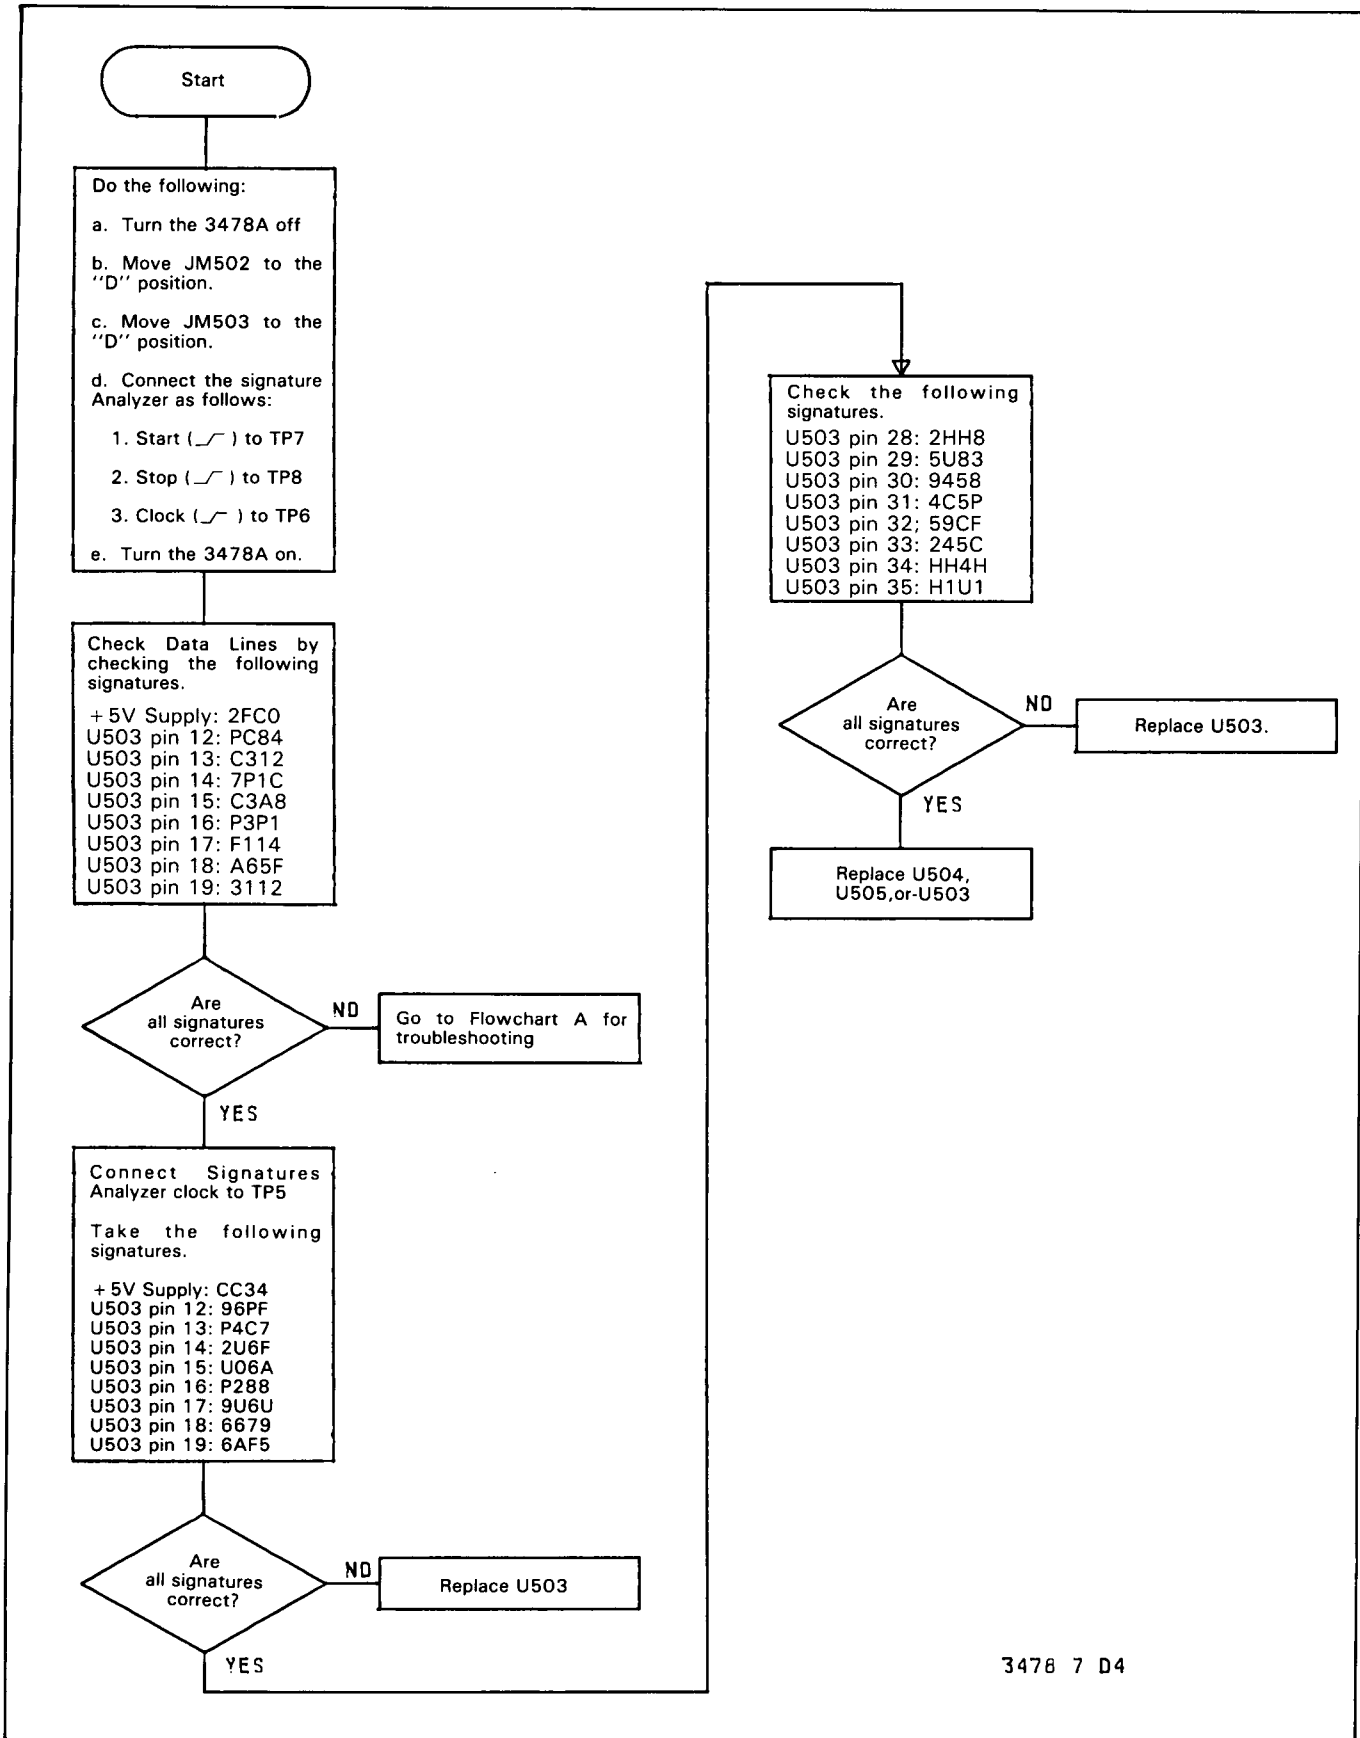 Start
Do the following:
a. Turn the 3478A off
b. Move JM502 to the
"D" position.
c. Move JM503 to the
"D" position.
d. Connect the signature
Analyzer as follows:
1. Start ( ) to TP7
2. Stop ( ) to TP8
3. Clock ( ) to TP6
e. Turn the 3478A on.
Check Data Lines by
checking the following
signatures.
+5V Supply: 2FC0
U503 pin 12: PC84
U503 pin 13: C312
U503 pin 14: 7P1C
U503 pin 15: C3A8
U503 pin 16: P3P1
U503 pin 17: F114
U503 pin 18: A65F
U503 pin 19: 3112
Are
all signatures
correct?
NO
Go to Flowchart A for
troubleshooting
YES
Connect Signatures
Analyzer clock to TP5
Take the following
signatures.
+5V Supply: CC34
U503 pin 12: 96PF
U503 pin 13: P4C7
U503 pin 14: 2U6F
U503 pin 15: U06A
U503 pin 16: P288
U503 pin 17: 9U6U
U503 pin 18: 6679
U503 pin 19: 6AF5
Are
all signatures
correct?
NO
Replace U503
YES
Check the following
signatures.
U503 pin 28: 2HH8
U503 pin 29: 5U83
U503 pin 30: 9458
U503 pin 31: 4C5P
U503 pin 32; 59CF
U503 pin 33: 245C
U503 pin 34: HH4H
U503 pin 35: H1U1
Are
all signatures
correct?
NO
Replace U503.
YES
Replace U504,
U505,or-U503
3478 7 D4